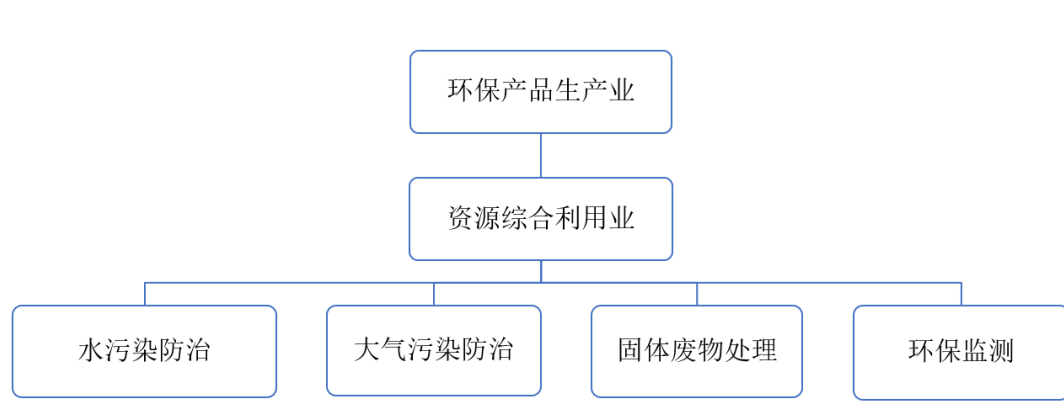 环保产品生产业
资源综合利用业
水污染防治
大气污染防治
固体废物处理
环保监测